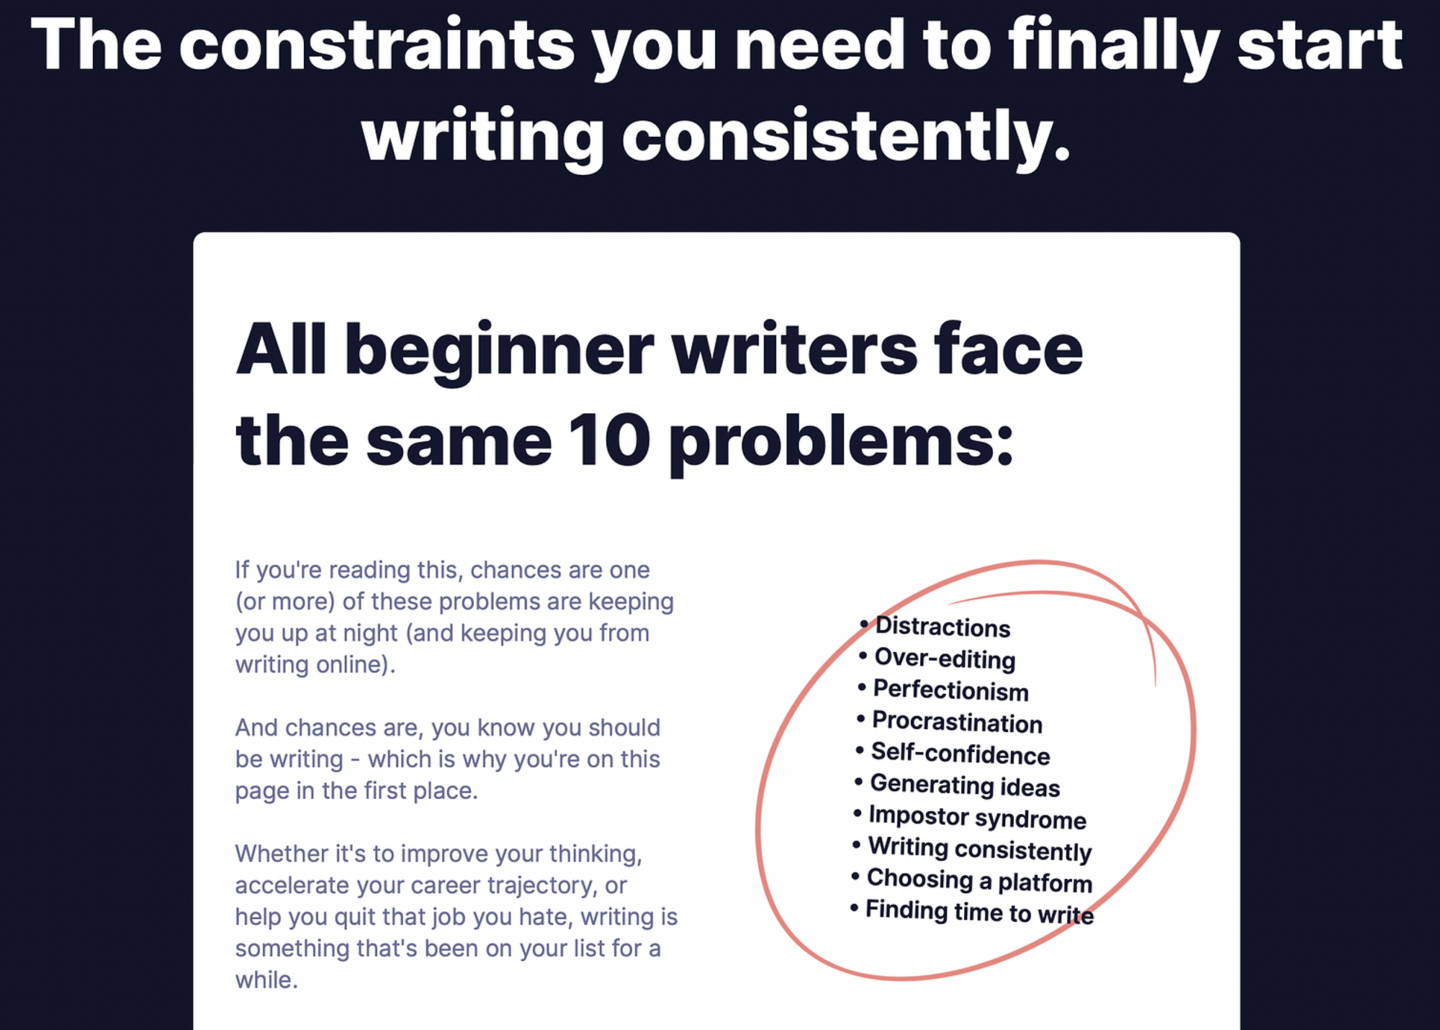 The constraints you need to finally start
writing consistently.
All beginner writers face
the same 10 problems:
If you're reading this, chances are one
(or more) of these problems are keeping
you up at night (and keeping you from
writing online).
And chances are, you know you should
be writing - which is why you're on this
page in the first place.
Whether it's to improve your thinking,
accelerate your career trajectory, or
help you quit that job you hate, writing is
something that's been on your list for a
while.
• Distractions
• Over-editing
• Perfectionism
• Procrastination
• Self-confidence
• Generating ideas
• Impostor syndrome
• Writing consistently
• Choosing a platform
• Finding time to write